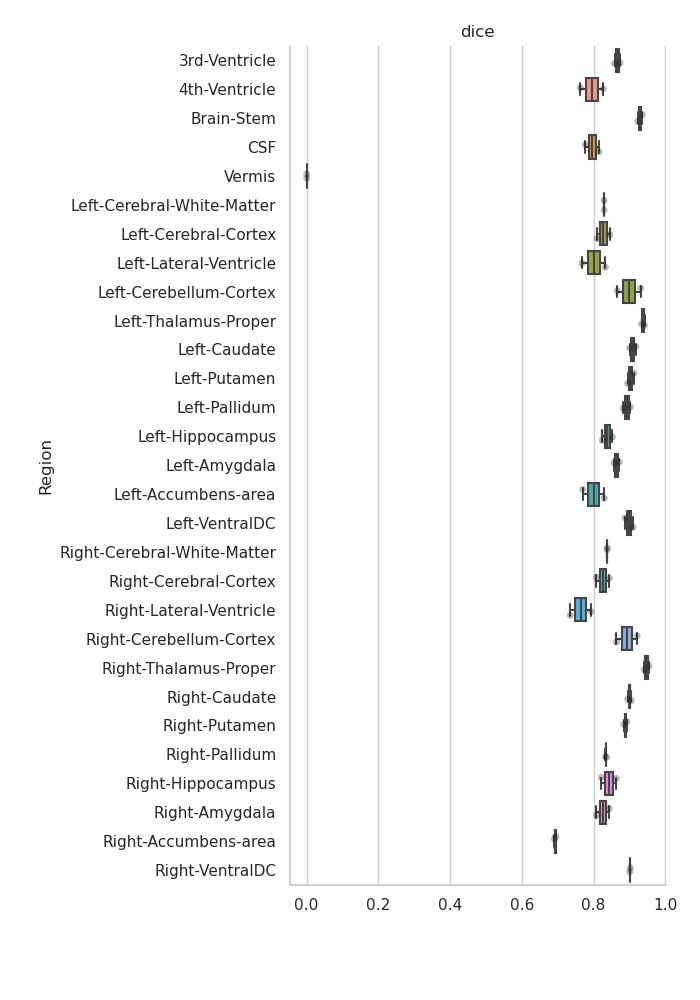 dice
3rd-Ventricle
4th-Ventricle
Brain-Stem
CSF
Vermis
Left-Cerebral-White-Matter
Left-Cerebral-Cortex
Left-Lateral-Ventricle
Left-Cerebellum-Cortex
Left-Thalamus-Proper
Left-Caudate
Left-Putamen
Left-Pallidum
Left-Hippocampus
Left-Amygdala
Left-Accumbens-area
Left-VentralDC
Right-Cerebral-White-Matter
Right-Cerebral-Cortex
Right-Lateral-Ventricle
Right-Cerebellum-Cortex
Right-Thalamus-Proper
Right-Caudate
Right-Putamen
Right-Pallidum
Right-Hippocampus
Right-Amygdala
Right-Accumbens-area
Right-VentralDC
Region
0.0 0.2 0.4 0.6 0.8 1.0